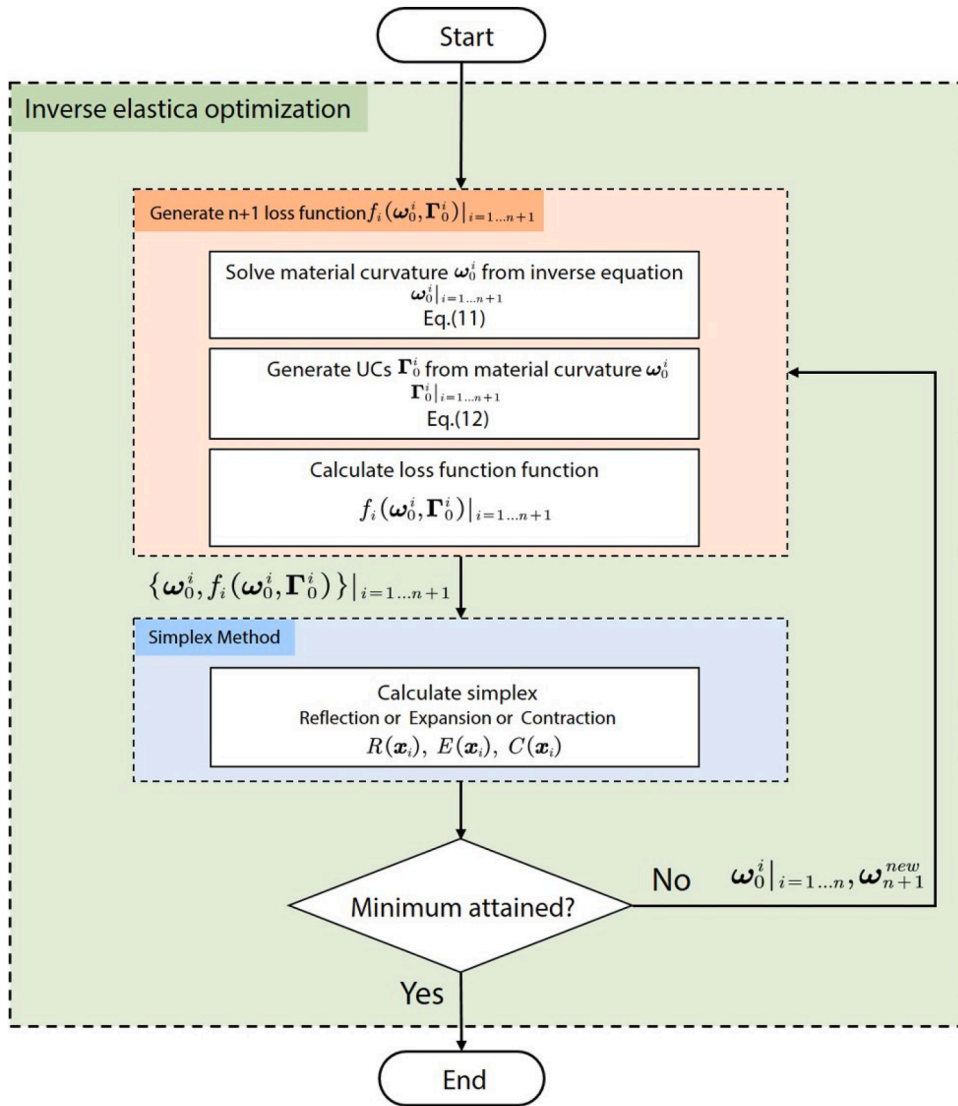 Start
Inverse elastica optimization
Generate n+1 loss function f_i(ω_0^i, Γ_0^i)|_{i=1...n+1}
Solve material curvature ω_0^i from inverse equation
ω_0^i|_{i=1...n+1}
Eq.(11)
Generate UCs Γ_0^i from material curvature ω_0^i
Γ_0^i|_{i=1...n+1}
Eq.(12)
Calculate loss function function
f_i(ω_0^i, Γ_0^i)|_{i=1...n+1}
{ω_0^i, f_i(ω_0^i, Γ_0^i)}|_{i=1...n+1}
Simplex Method
Calculate simplex
Reflection or Expansion or Contraction
R(x_i), E(x_i), C(x_i)
Minimum attained?
No
ω_0^i|_{i=1...n}, ω_{n+1}^{new}
Yes
End